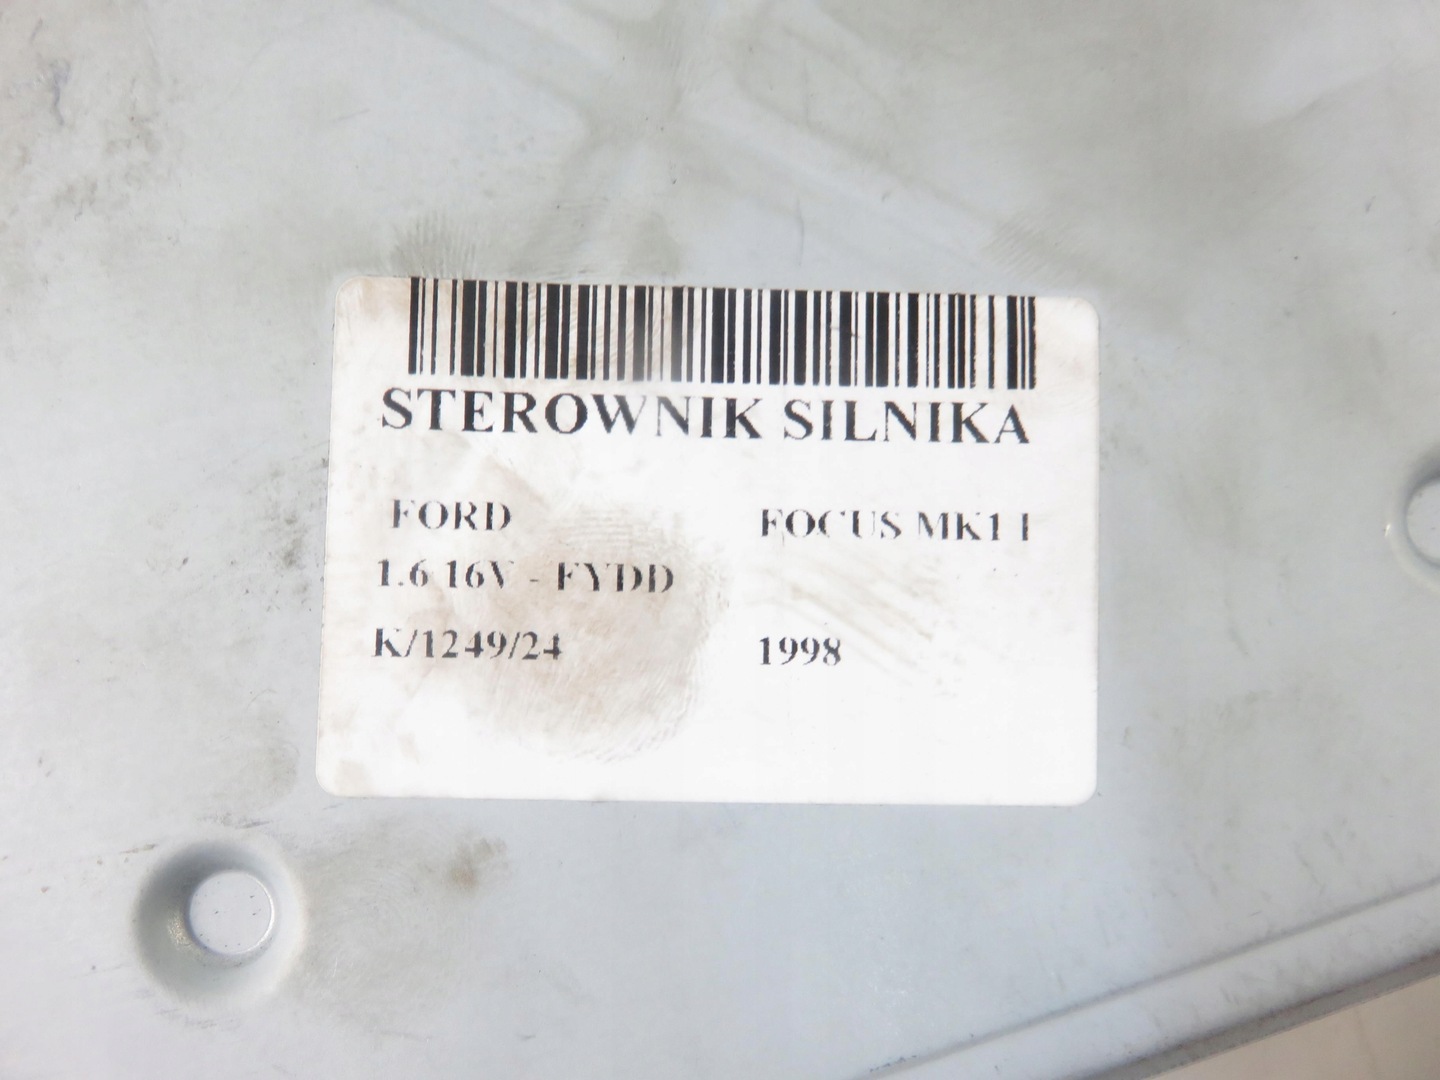 STEROWNIK SILNIKA
FORD FOCUS MK1 I
1.6 16V - FYDD
K/1249/24 1998